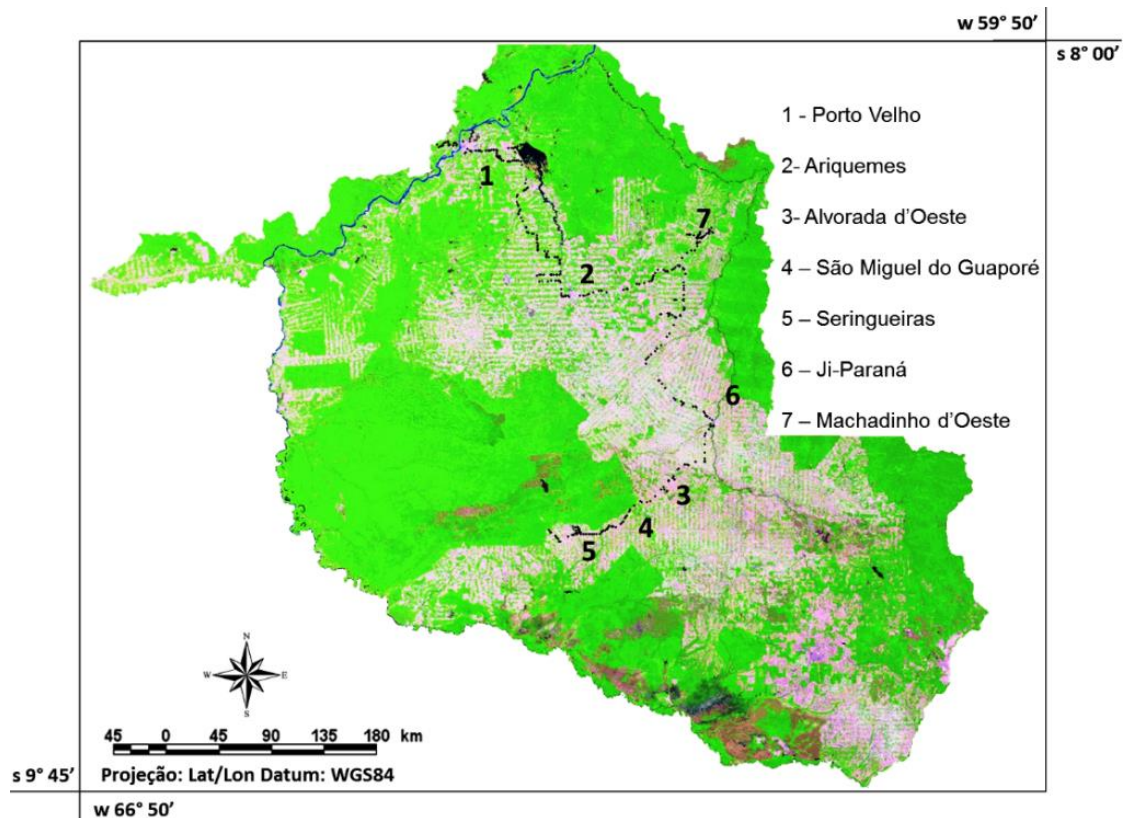 w 59° 50’
s 8° 00’
1 - Porto Velho
2- Ariquemes
3- Alvorada d’Oeste
4 – São Miguel do Guaporé
5 – Seringueiras
6 – Ji-Paraná
7 – Machadinho d’Oeste
1
7
2
6
3
4
5
N
W E
S
45 0 45 90 135 180 km
Projeção: Lat/Lon Datum: WGS84
s 9° 45’
w 66° 50’